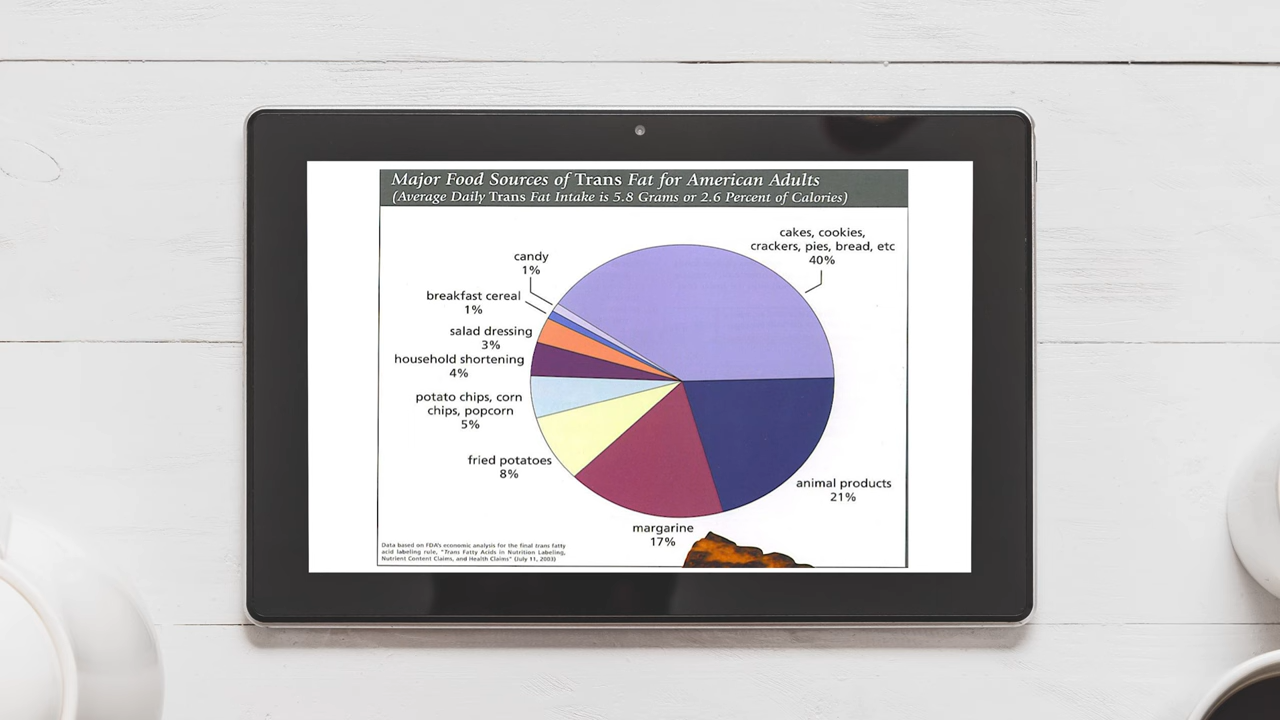 Major Food Sources of Trans Fat for American Adults
(Average Daily Trans Fat Intake is 5.8 Grams or 2.6 Percent of Calories)
cakes, cookies,
crackers, pies, bread, etc
40%
candy
1%
breakfast cereal
1%
salad dressing
3%
household shortening
4%
potato chips, corn
chips, popcorn
5%
fried potatoes
8%
animal products
21%
margarine
17%
Data based on FDA's economic analysis for the final trans fatty
acid labeling rule, "Trans Fatty Acids in Nutrition Labeling,
Nutrient Content Claims, and Health Claims" (July 11, 2003)